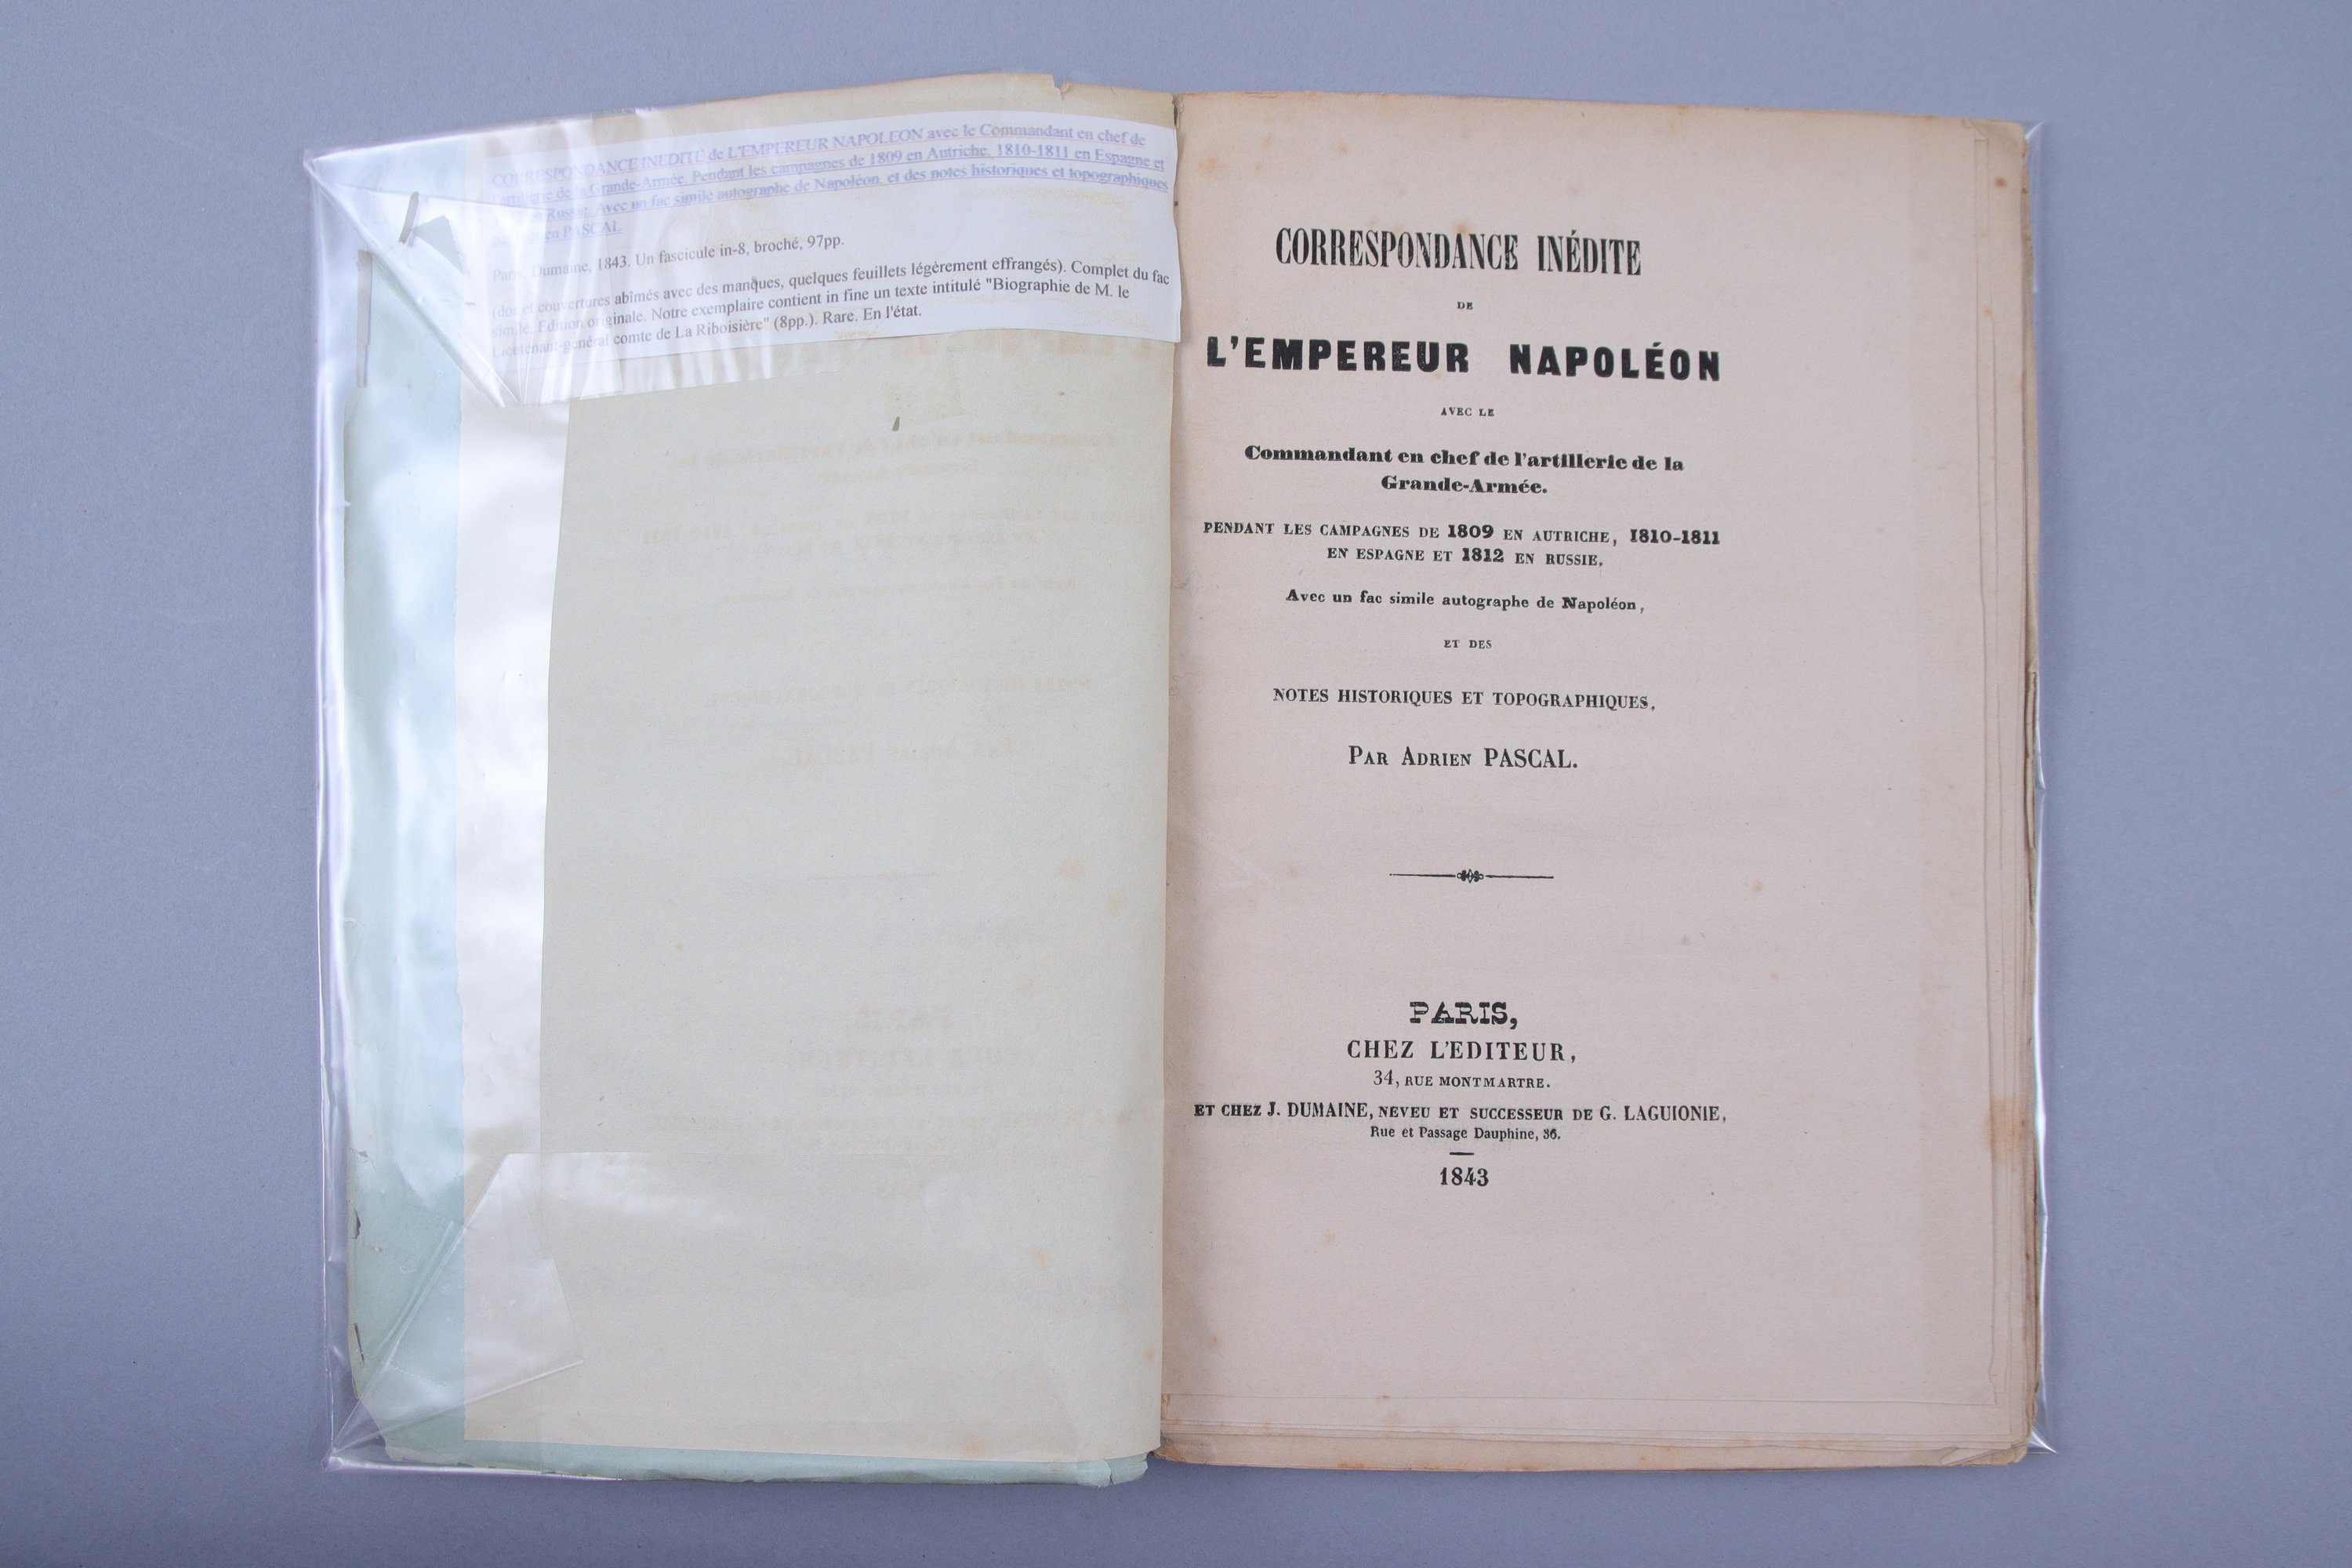 CORRESPONDANCE INEDITE de L'EMPEREUR NAPOLEON avec le Commandant en chef de
l'artillerie de la Grande-Armée. Pendant les campagnes de 1809 en Autriche, 1810-1811 en Espagne et
Russie. Avec un fac simile autographe de Napoléon, et des notes historiques et topographiques
PASCAL.
Paris, Dumaine, 1843. Un fascicule in-8, broché, 97pp.
(dos et couvertures abîmés avec des manques, quelques feuillets légèrement effrangés). Complet du fac
simile. Edition originale. Notre exemplaire contient in fine un texte intitulé "Biographie de M. le
Lieutenant-général comte de La Riboisière" (8pp.). Rare. En l'état.
CORRESPONDANCE INÉDITE
DE
L'EMPEREUR NAPOLÉON
AVEC LE
Commandant en chef de l'artillerie de la
Grande-Armée.
PENDANT LES CAMPAGNES DE 1809 EN AUTRICHE, 1810-1811
EN ESPAGNE ET 1812 EN RUSSIE.
Avec un fac simile autographe de Napoléon,
ET DES
NOTES HISTORIQUES ET TOPOGRAPHIQUES,
PAR ADRIEN PASCAL.
PARIS,
CHEZ L'EDITEUR,
34, RUE MONTMARTRE.
ET CHEZ J. DUMAINE, NEVEU ET SUCCESSEUR DE G. LAGUIONIE,
Rue et Passage Dauphine, 36.
1843